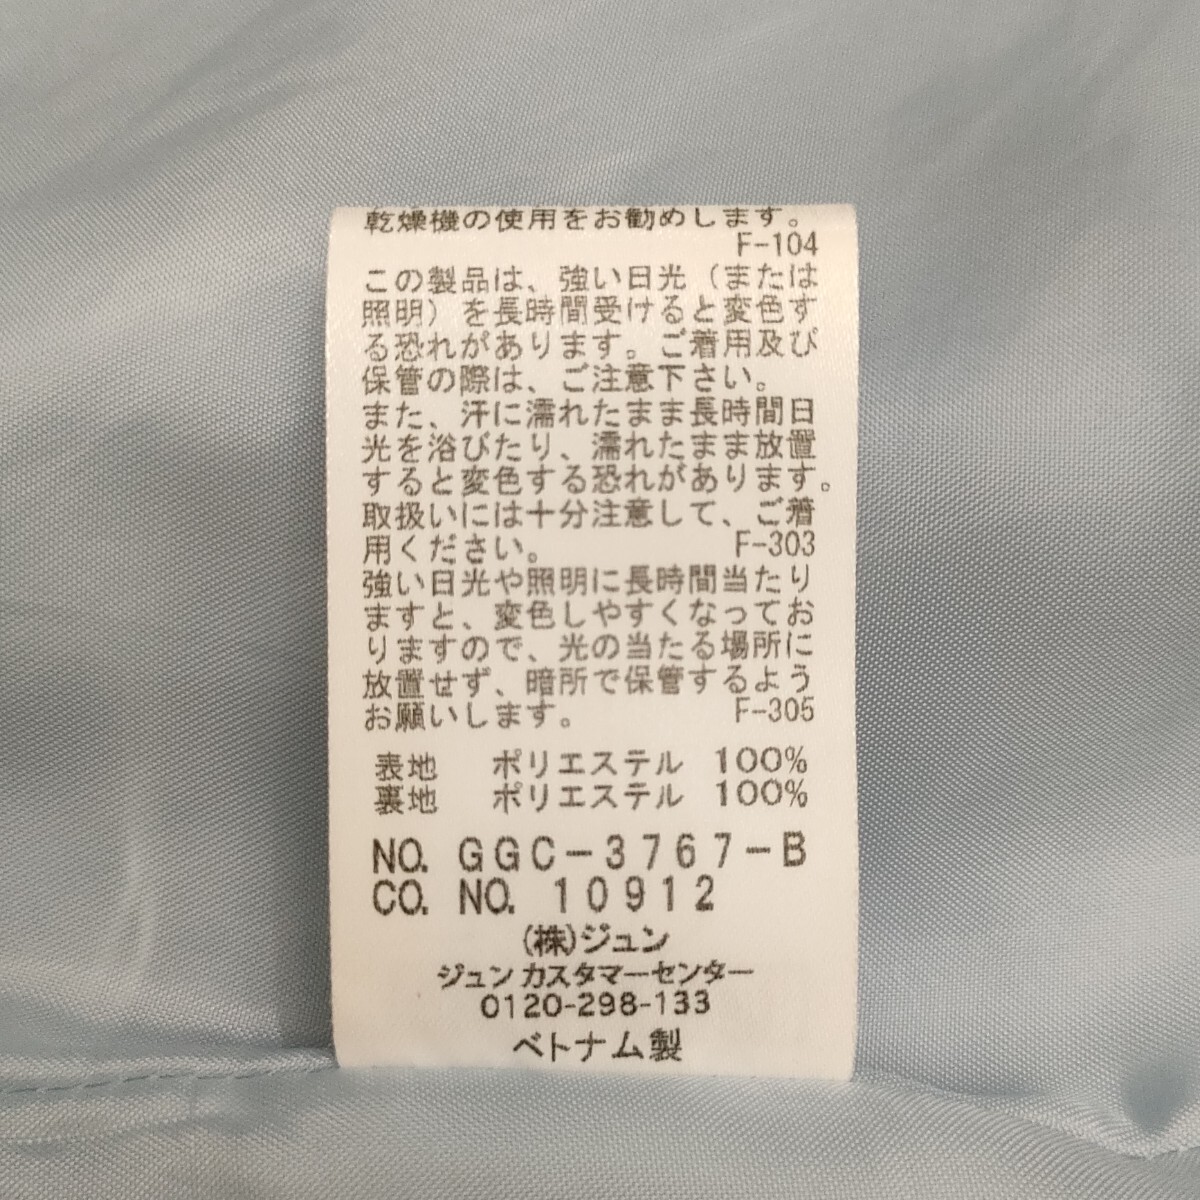 乾燥機の使用をお勧めします。
F-104
この製品は、強い日光（または
照明）を長時間受けると変色す
る恐れがあります。ご着用及び
保管の際は、ご注意下さい。
また、汗に濡れたまま長時間日
光を浴びたり、濡れたまま放置
すると変色する恐れがあります。
取扱いには十分注意して、ご着
用ください。 F-303
強い日光や照明に長時間当たり
ますと、変色しやすくなってお
りますので、光の当たる場所に
放置せず、暗所で保管するよう
お願いします。 F-305
表地 ポリエステル 100%
裏地 ポリエステル 100%
NO. GGC-3767-B
CO. NO. 10912
(株)ジュン
ジュン カスタマーセンター
0120-298-133
ベトナム製